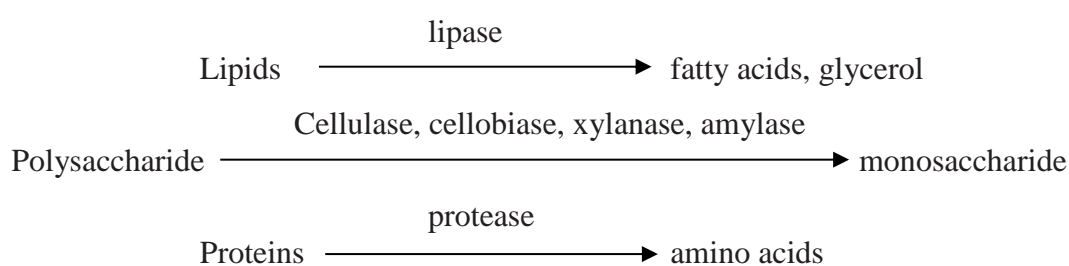 lipase
Lipids fatty acids, glycerol
Cellulase, cellobiase, xylanase, amylase
Polysaccharide monosaccharide
protease
Proteins amino acids